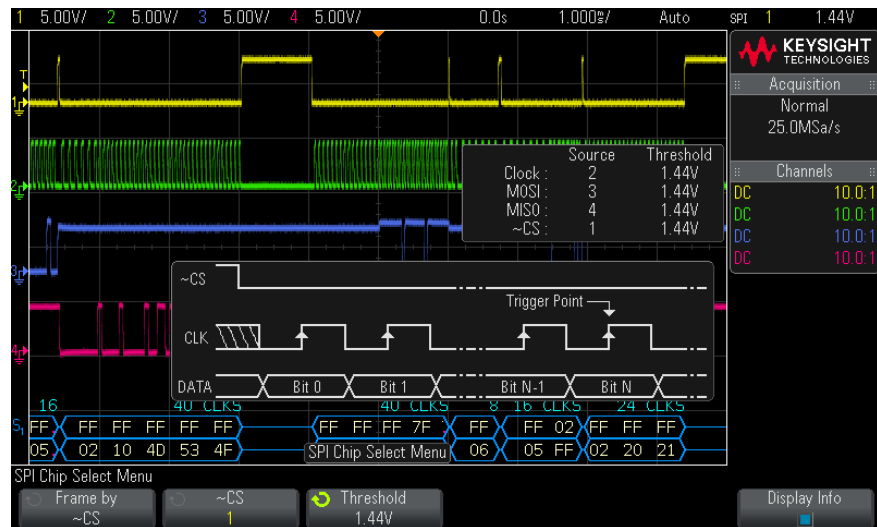 1 5.00V/ 2 5.00V/ 3 5.00V/ 4 5.00V/ 0.0s 1.000ms/ Auto SPI 1 1.44V
KEYSIGHT
TECHNOLOGIES
Acquisition
Normal
25.0MSa/s
Channels
DC 10.0:1
DC 10.0:1
DC 10.0:1
DC 10.0:1
T
1
2
3
4
Source Threshold
Clock : 2 1.44V
MOSI : 3 1.44V
MISO : 4 1.44V
~CS : 1 1.44V
~CS
Trigger Point
CLK
DATA Bit 0 Bit 1 Bit N-1 Bit N
16 40 CLKS 40 CLKS 8 16 CLKS 24 CLKS
S1 FF FF FF FF FF FF FF FF FF 7F FF FF 02 FF FF FF
05 02 10 4D 53 4F SPI Chip Select Menu 06 05 FF 02 20 21
SPI Chip Select Menu
Frame by ~CS Threshold Display Info
~CS 1 1.44V